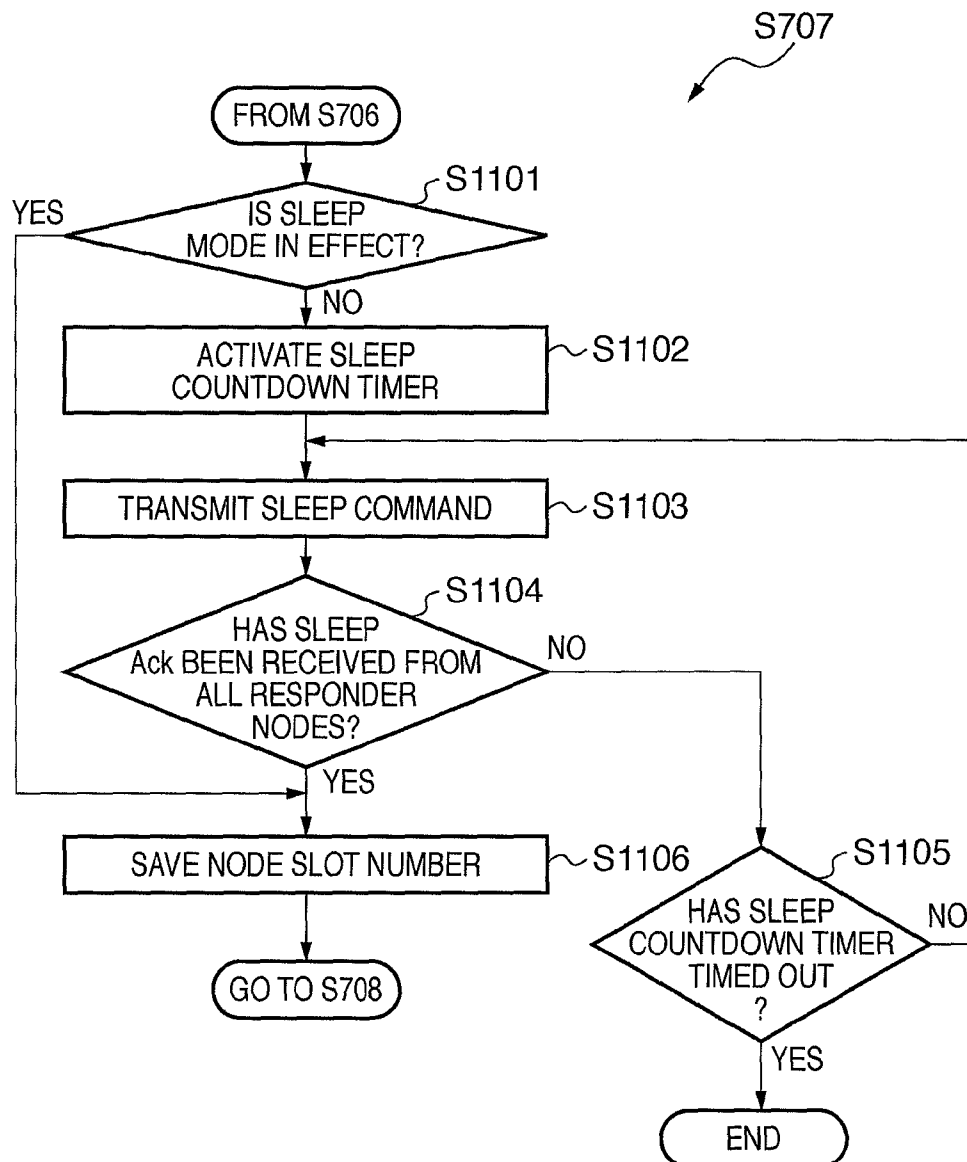 S707
FROM S706
S1101
YES
IS SLEEP
MODE IN EFFECT?
NO
ACTIVATE SLEEP
COUNTDOWN TIMER
S1102
TRANSMIT SLEEP COMMAND
S1103
S1104
HAS SLEEP
Ack BEEN RECEIVED FROM
ALL RESPONDER
NODES?
NO
YES
SAVE NODE SLOT NUMBER
S1106
S1105
HAS SLEEP
COUNTDOWN TIMER
TIMED OUT
?
NO
GO TO S708
YES
END